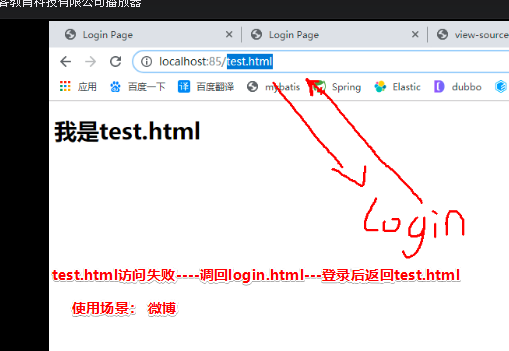 客教育科技有限公司播放器
Login Page × Login Page × view-source
localhost:85/test.html
应用 百度一下 译 百度翻译 mybatis Spring Elastic dubbo
我是test.html
Login
test.html访问失败----调回login.html---登录后返回test.html
使用场景： 微博